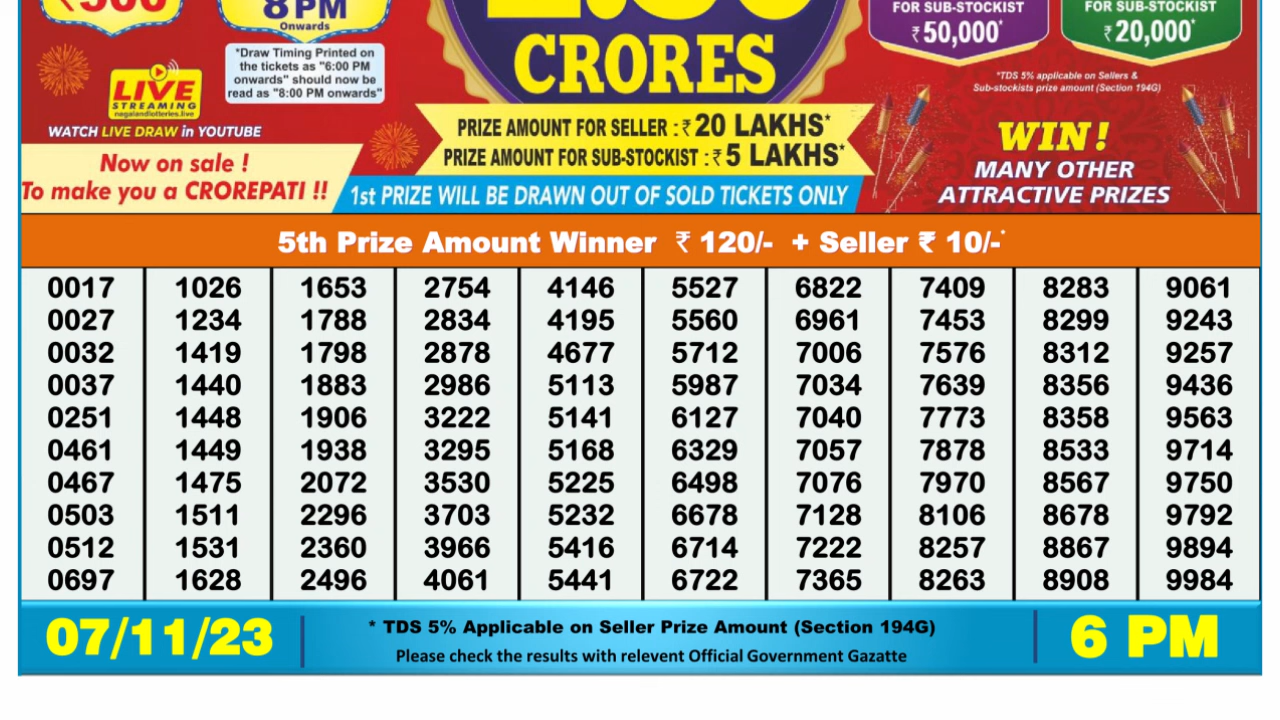 ₹500
8 PM
Onwards
*Draw Timing Printed on
the tickets as "6:00 PM
onwards" should now be
read as "8:00 PM onwards"
LIVE
STREAMING
nagalandlotteries.live
WATCH LIVE DRAW in YOUTUBE
Now on sale !
To make you a CROREPATI !!
CRORES
PRIZE AMOUNT FOR SELLER : ₹ 20 LAKHS*
PRIZE AMOUNT FOR SUB-STOCKIST : ₹ 5 LAKHS*
1st PRIZE WILL BE DRAWN OUT OF SOLD TICKETS ONLY
FOR SUB-STOCKIST
₹ 50,000*
FOR SUB-STOCKIST
₹ 20,000*
*TDS 5% applicable on Sellers &
Sub-stockists prize amount (Section 194G)
WIN !
MANY OTHER
ATTRACTIVE PRIZES
5th Prize Amount Winner ₹ 120/- + Seller ₹ 10/-*
0017 1026 1653 2754 4146 5527 6822 7409 8283 9061
0027 1234 1788 2834 4195 5560 6961 7453 8299 9243
0032 1419 1798 2878 4677 5712 7006 7576 8312 9257
0037 1440 1883 2986 5113 5987 7034 7639 8356 9436
0251 1448 1906 3222 5141 6127 7040 7773 8358 9563
0461 1449 1938 3295 5168 6329 7057 7878 8533 9714
0467 1475 2072 3530 5225 6498 7076 7970 8567 9750
0503 1511 2296 3703 5232 6678 7128 8106 8678 9792
0512 1531 2360 3966 5416 6714 7222 8257 8867 9894
0697 1628 2496 4061 5441 6722 7365 8263 8908 9984
07/11/23
* TDS 5% Applicable on Seller Prize Amount (Section 194G)
Please check the results with relevent Official Government Gazatte
6 PM